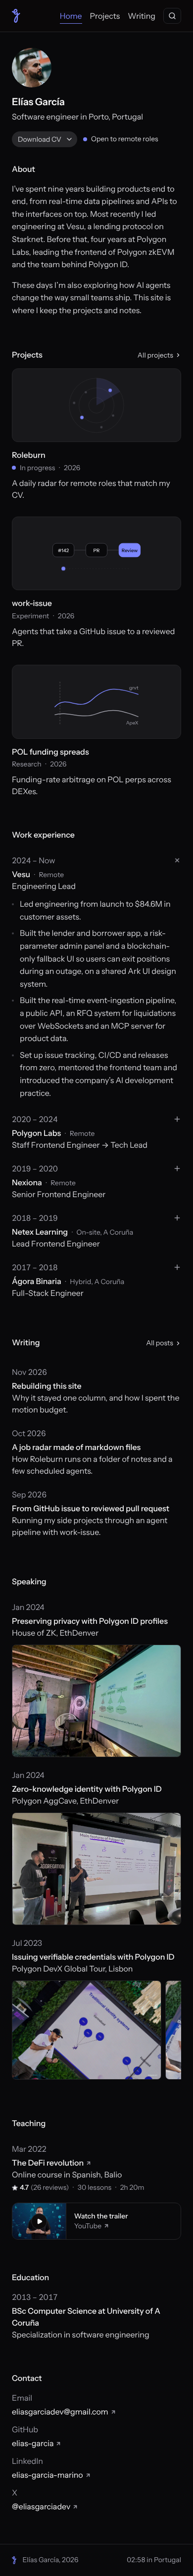 Home Projects Writing
Elías García
Software engineer in Porto, Portugal
Download CV
Open to remote roles
About
I've spent nine years building products end to
end, from real-time data pipelines and APIs to
the interfaces on top. Most recently I led
engineering at Vesu, a lending protocol on
Starknet. Before that, four years at Polygon
Labs, leading the frontend of Polygon zkEVM
and the team behind Polygon ID.
These days I'm also exploring how AI agents
change the way small teams ship. This site is
where I keep the projects and notes.
Projects
All projects
Roleburn
In progress · 2026
A daily radar for remote roles that match my
CV.
#142
PR
Review
work-issue
Experiment · 2026
Agents that take a GitHub issue to a reviewed
PR.
POL funding spreads
Research · 2026
Funding-rate arbitrage on POL perps across
DEXes.
Work experience
2024 – Now
Vesu · Remote
Engineering Lead
Led engineering from launch to $84.6M in
customer assets.
Built the lender and borrower app, a risk-
parameter admin panel and a blockchain-
only fallback UI so users can exit positions
during an outage, on a shared Ark UI design
system.
Built the real-time event-ingestion pipeline,
a public API, an RFQ system for liquidations
over WebSockets and an MCP server for
product data.
Set up issue tracking, CI/CD and releases
from zero, mentored the frontend team and
introduced the company's AI development
practice.
2020 – 2024
Polygon Labs · Remote
Staff Frontend Engineer → Tech Lead
2019 – 2020
Nexiona · Remote
Senior Frontend Engineer
2018 – 2019
Netex Learning · On-site, A Coruña
Lead Frontend Engineer
2017 – 2018
Ágora Binaria · Hybrid, A Coruña
Full-Stack Engineer
Writing
All posts
Nov 2026
Rebuilding this site
Why it stayed one column, and how I spent the
motion budget.
Oct 2026
A job radar made of markdown files
How Roleburn runs on a folder of notes and a
few scheduled agents.
Sep 2026
From GitHub issue to reviewed pull request
Running my side projects through an agent
pipeline with work-issue.
Speaking
Jan 2024
Preserving privacy with Polygon ID profiles
House of ZK, EthDenver
Jan 2024
Zero-knowledge identity with Polygon ID
Polygon AggCave, EthDenver
Jul 2023
Issuing verifiable credentials with Polygon ID
Polygon DevX Global Tour, Lisbon
Teaching
Mar 2022
The DeFi revolution ↗
Online course in Spanish, Balio
★ 4.7 (26 reviews) · 30 lessons · 2h 20m
Watch the trailer
YouTube ↗
Education
2013 – 2017
BSc Computer Science at University of A
Coruña
Specialization in software engineering
Contact
Email
eliasgarciadev@gmail.com ↗
GitHub
elias-garcia ↗
LinkedIn
elias-garcia-marino ↗
X
@eliasgarciadev ↗
Elías García, 2026
02:58 in Portugal